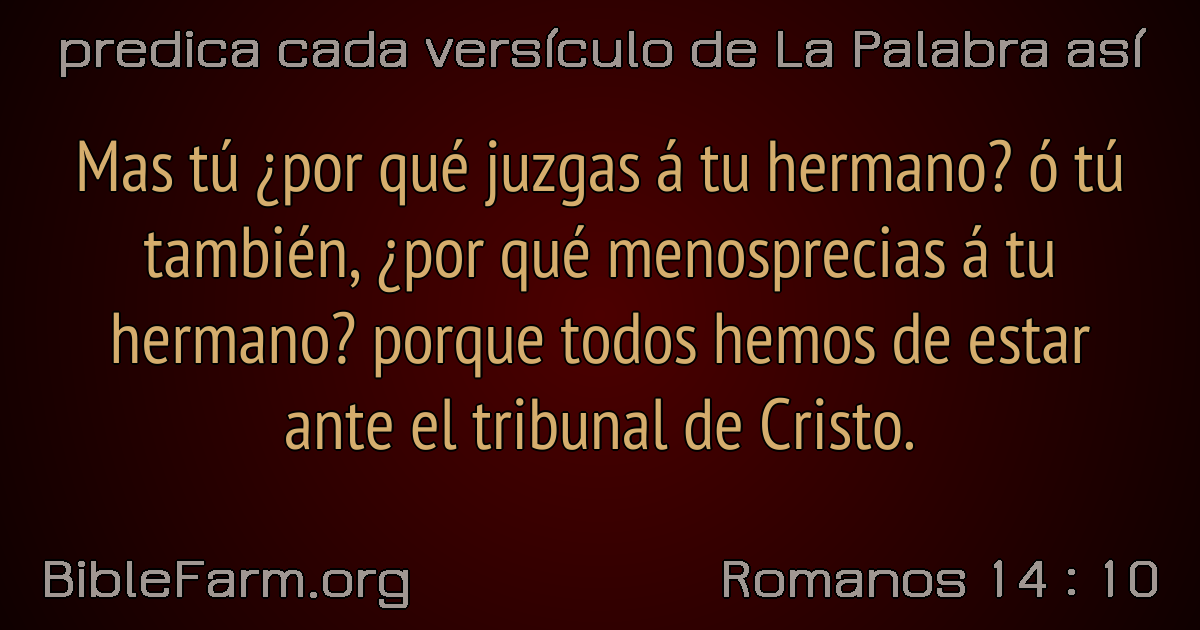 predica cada versículo de La Palabra así
Mas tú ¿por qué juzgas á tu hermano? ó tú
también, ¿por qué menosprecias á tu
hermano? porque todos hemos de estar
ante el tribunal de Cristo.
BibleFarm.org
Romanos 14 : 10